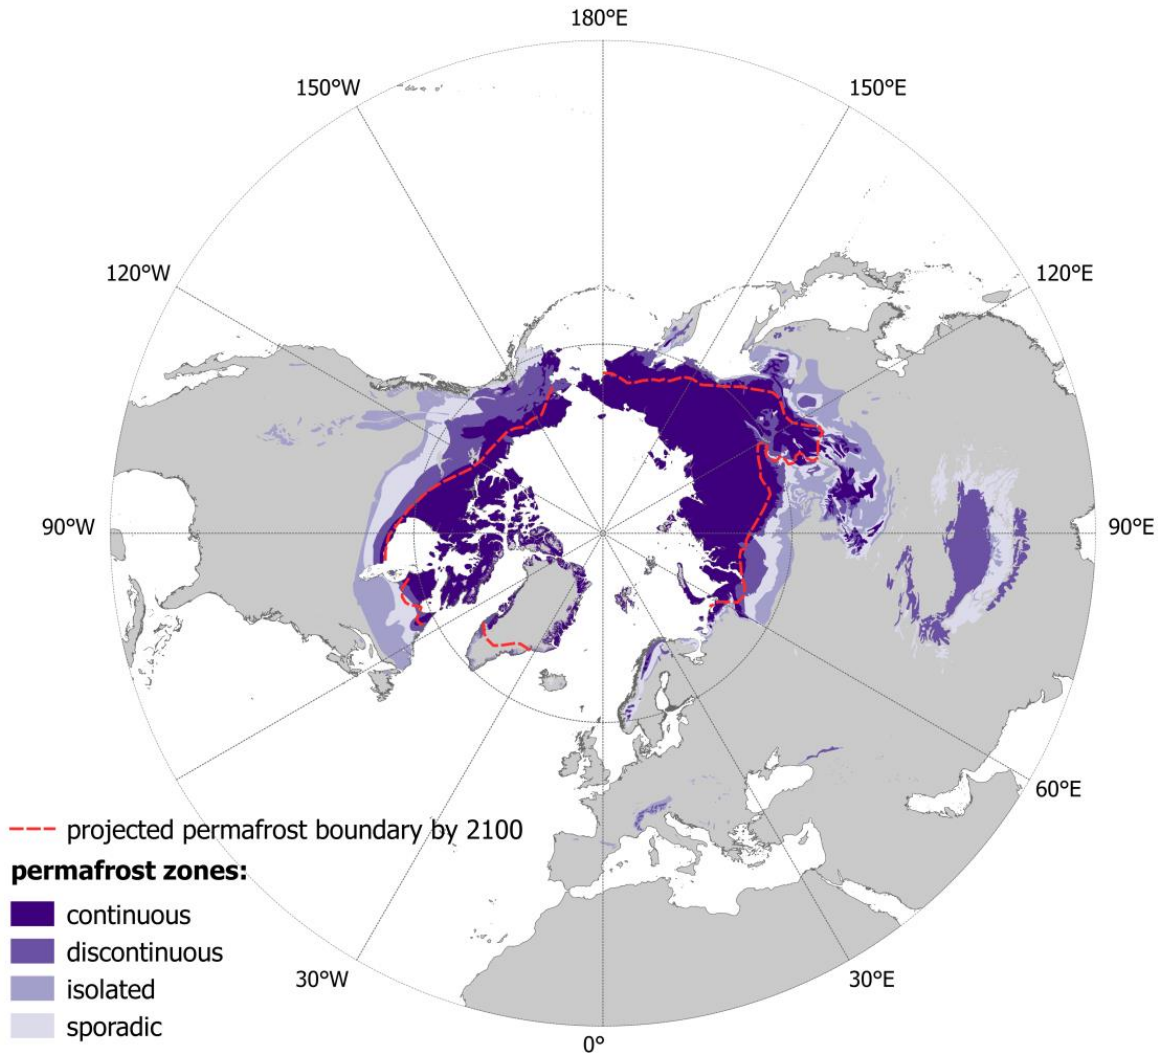 180°E
150°W
150°E
120°W
120°E
90°W
90°E
60°E
projected permafrost boundary by 2100
permafrost zones:
continuous
discontinuous
isolated
sporadic
30°W
30°E
0°